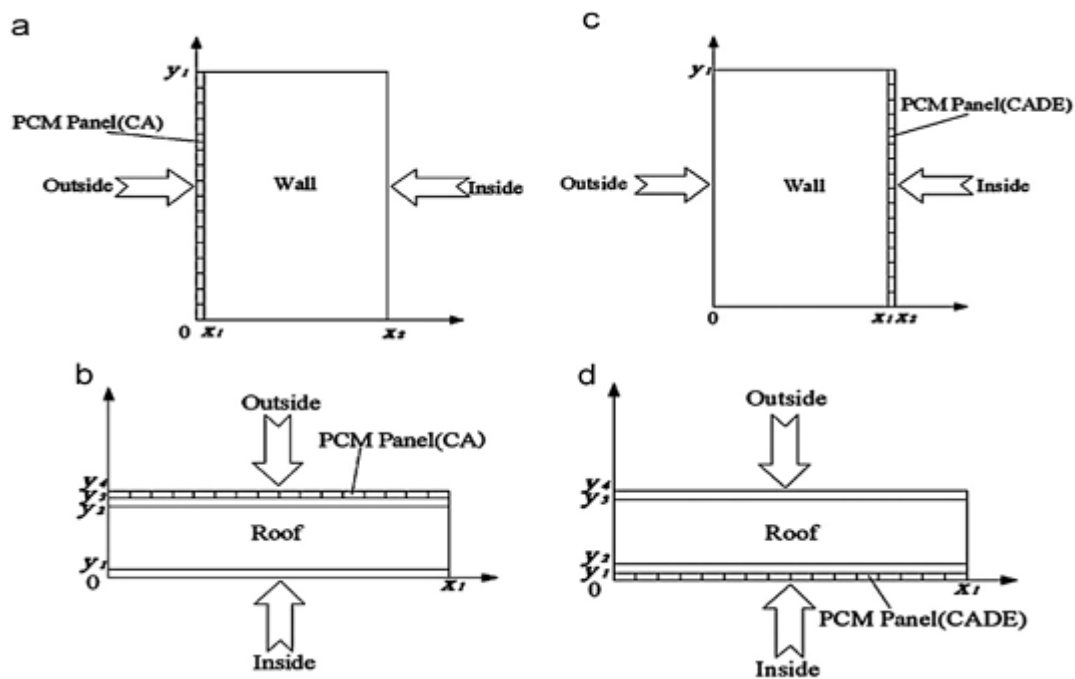 a
y1
PCM Panel(CA)
Outside
Wall
Inside
0
x1
x2
c
y1
PCM Panel(CADE)
Outside
Wall
Inside
0
x1
x2
b
Outside
PCM Panel(CA)
y4
y3
y2
Roof
y1
0
x1
Inside
d
Outside
y4
y3
Roof
y2
y1
0
x1
PCM Panel(CADE)
Inside